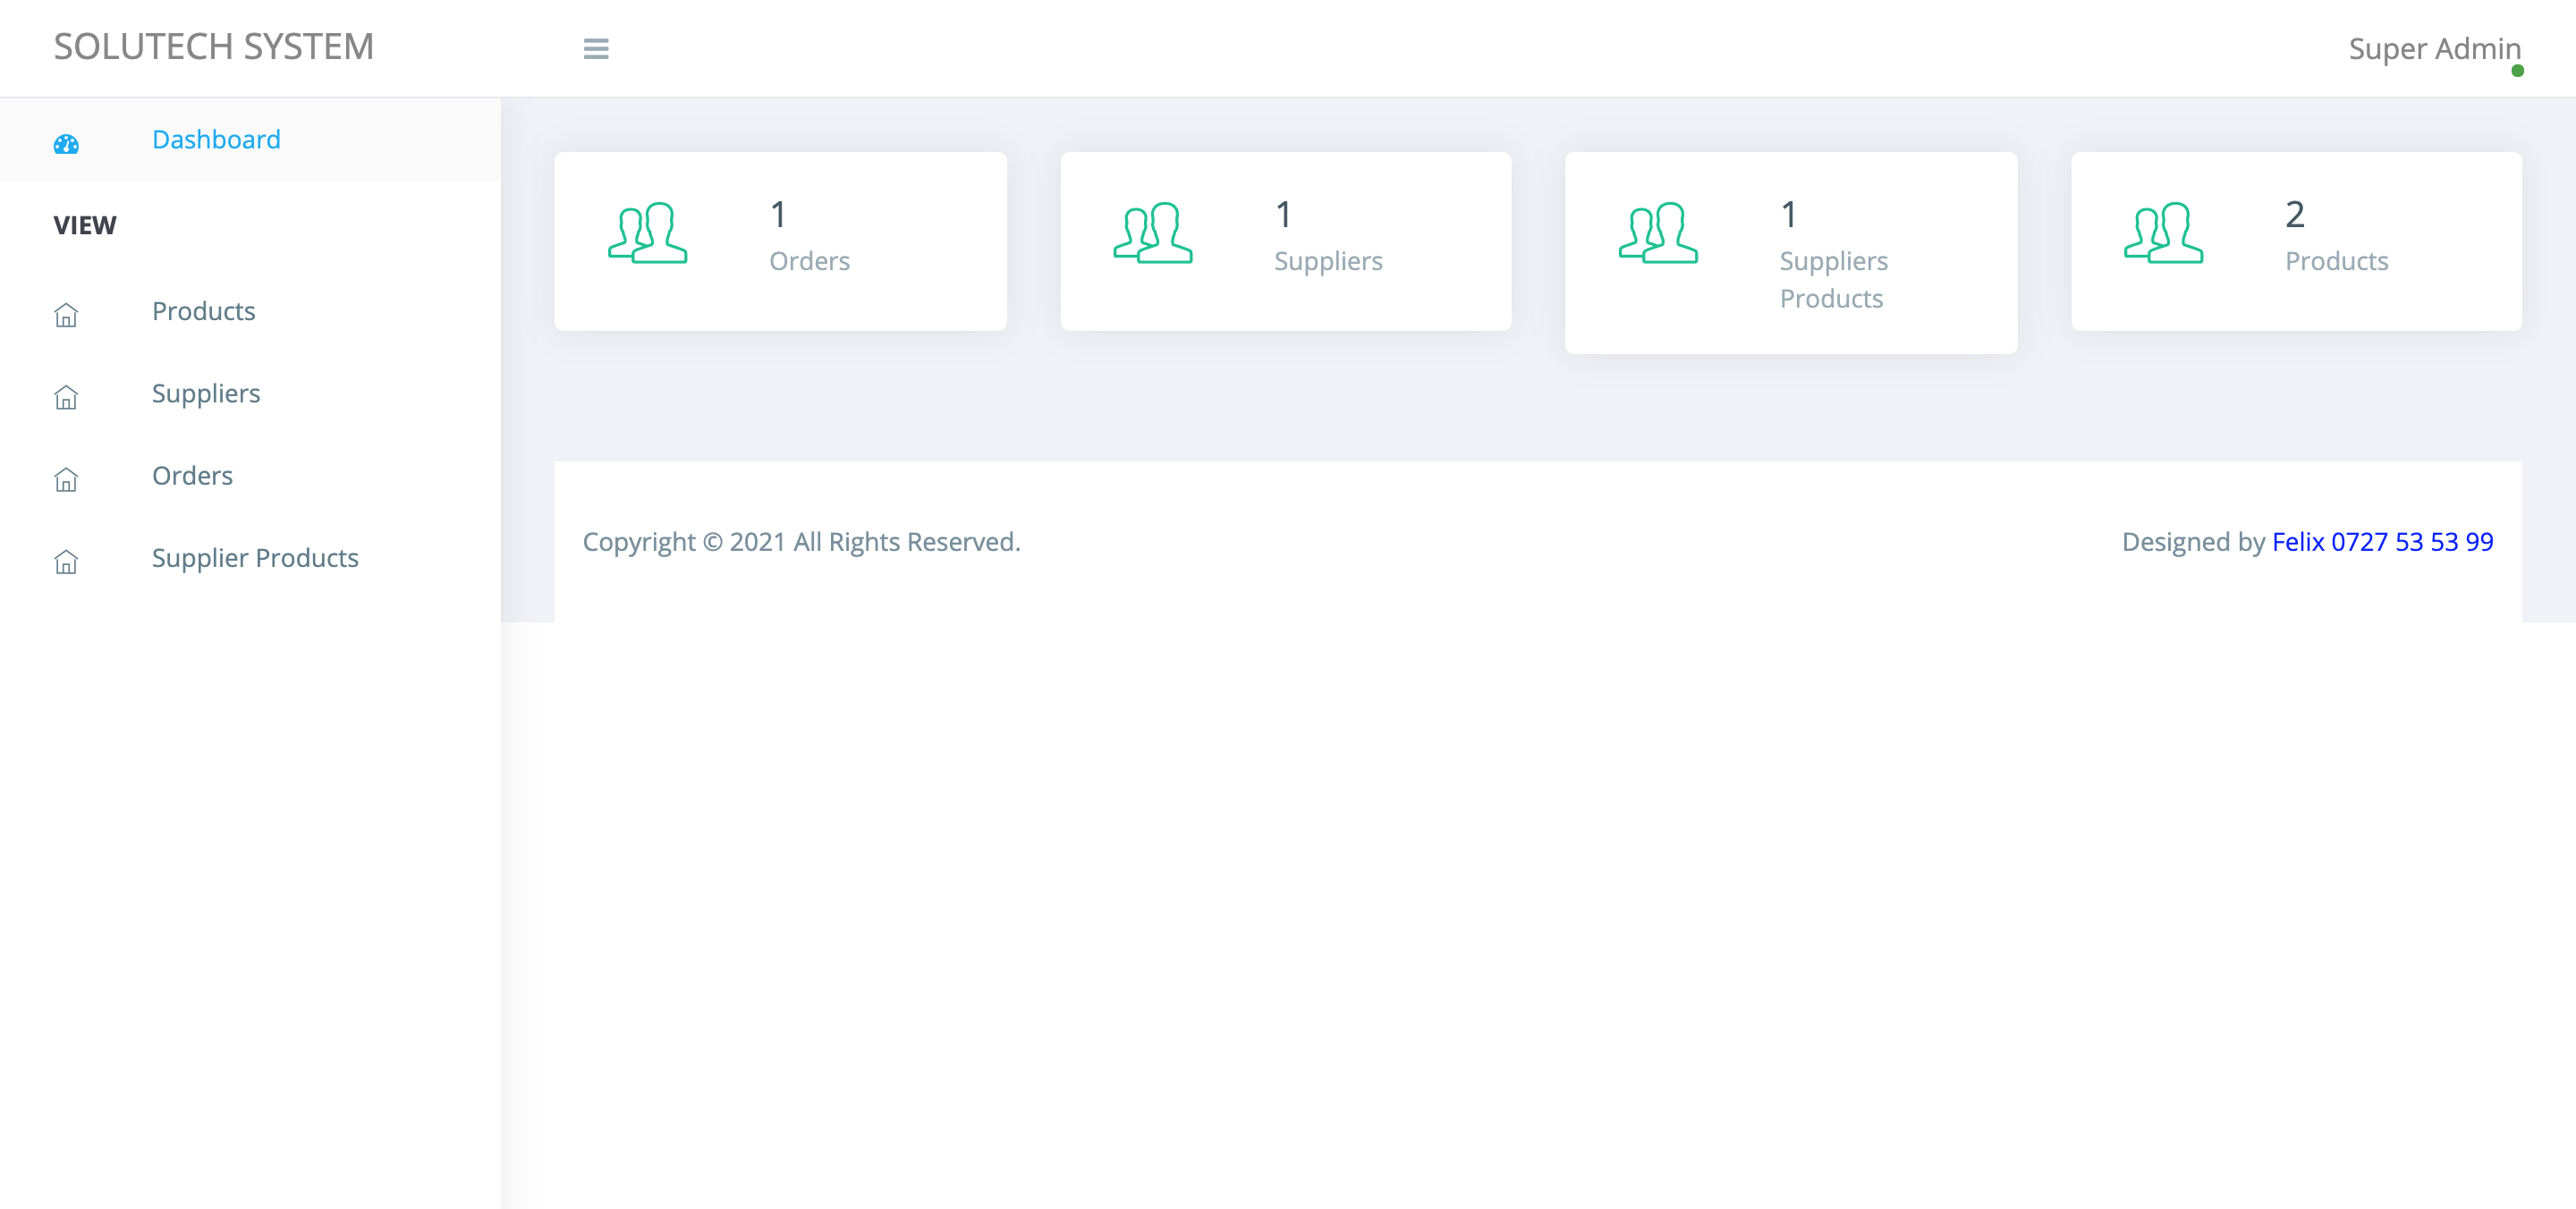 SOLUTECH SYSTEM
Super Admin
Dashboard
VIEW
Products
Suppliers
Orders
Supplier Products
1
Orders
1
Suppliers
1
Suppliers
Products
2
Products
Copyright © 2021 All Rights Reserved.
Designed by Felix 0727 53 53 99